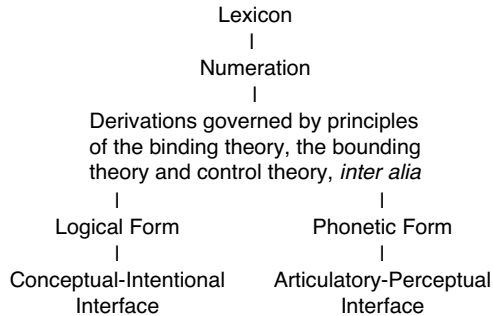 Lexicon
Numeration
Derivations governed by principles
of the binding theory, the bounding
theory and control theory, inter alia
Logical Form
Phonetic Form
Conceptual-Intentional
Interface
Articulatory-Perceptual
Interface